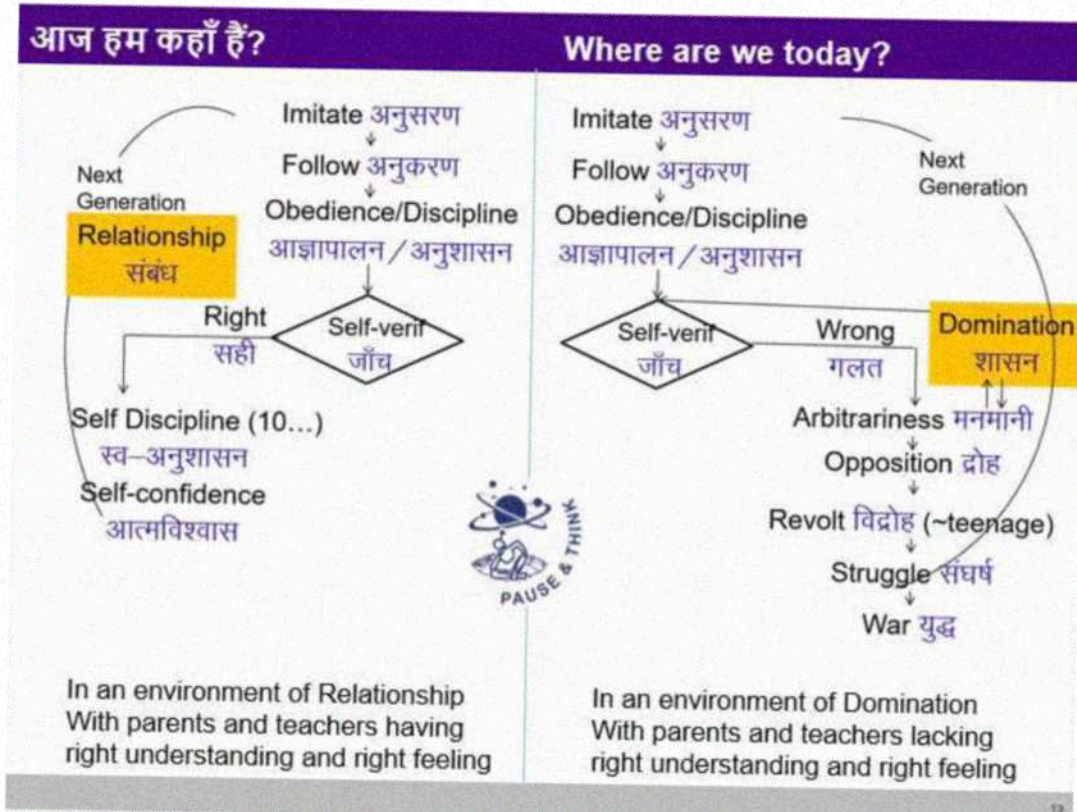 आज हम कहाँ हैं?
Where are we today?
Imitate अनुसरण
Follow अनुकरण
Next
Generation
Obedience/Discipline
आज्ञापालन / अनुशासन
Relationship
संबंध
Right
सही
Self-verif
जाँच
Self Discipline (10...)
स्व-अनुशासन
Self-confidence
आत्मविश्वास
In an environment of Relationship
With parents and teachers having
right understanding and right feeling
PAUSE & THINK
Imitate अनुसरण
Follow अनुकरण
Next
Generation
Obedience/Discipline
आज्ञापालन / अनुशासन
Self-verif
जाँच
Wrong
गलत
Domination
शासन
Arbitrariness मनमानी
Opposition द्रोह
Revolt विद्रोह (~teenage)
Struggle संघर्ष
War युद्ध
In an environment of Domination
With parents and teachers lacking
right understanding and right feeling
13